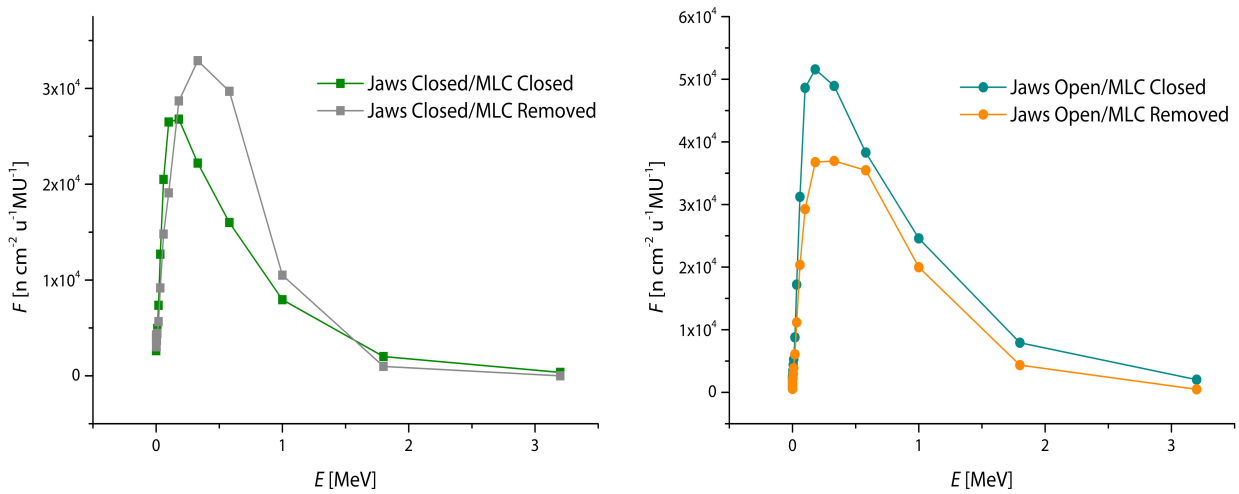 3x10⁴
2x10⁴
1x10⁴
0
F [n cm⁻² u⁻¹MU⁻¹]
Jaws Closed/MLC Closed
Jaws Closed/MLC Removed
0 1 2 3
E [MeV]
6x10⁴
5x10⁴
4x10⁴
3x10⁴
2x10⁴
1x10⁴
0
F [n cm⁻² u⁻¹MU⁻¹]
Jaws Open/MLC Closed
Jaws Open/MLC Removed
0 1 2 3
E [MeV]